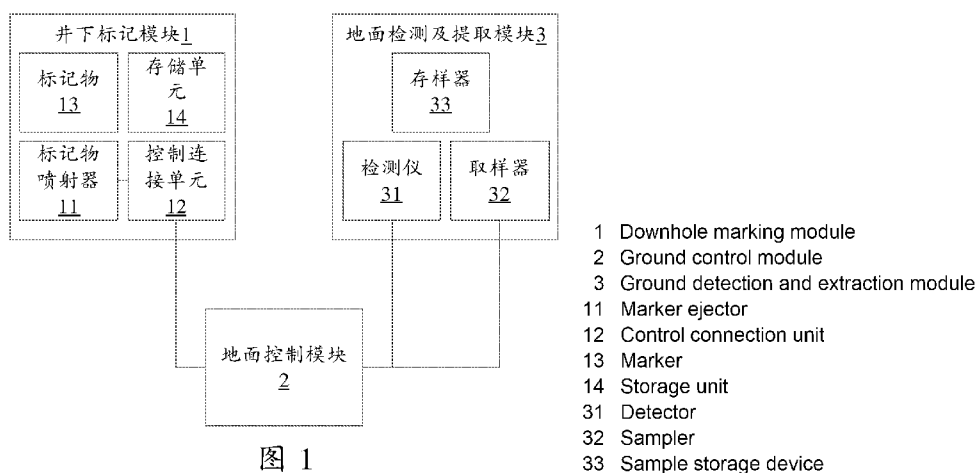 井下标记模块1
标记物
13
存储单
元
14
标记物
喷射器
11
控制连
接单元
12
地面检测及提取模块3
存样器
33
检测仪
31
取样器
32
地面控制模块
2
图 1
1 Downhole marking module
2 Ground control module
3 Ground detection and extraction module
11 Marker ejector
12 Control connection unit
13 Marker
14 Storage unit
31 Detector
32 Sampler
33 Sample storage device